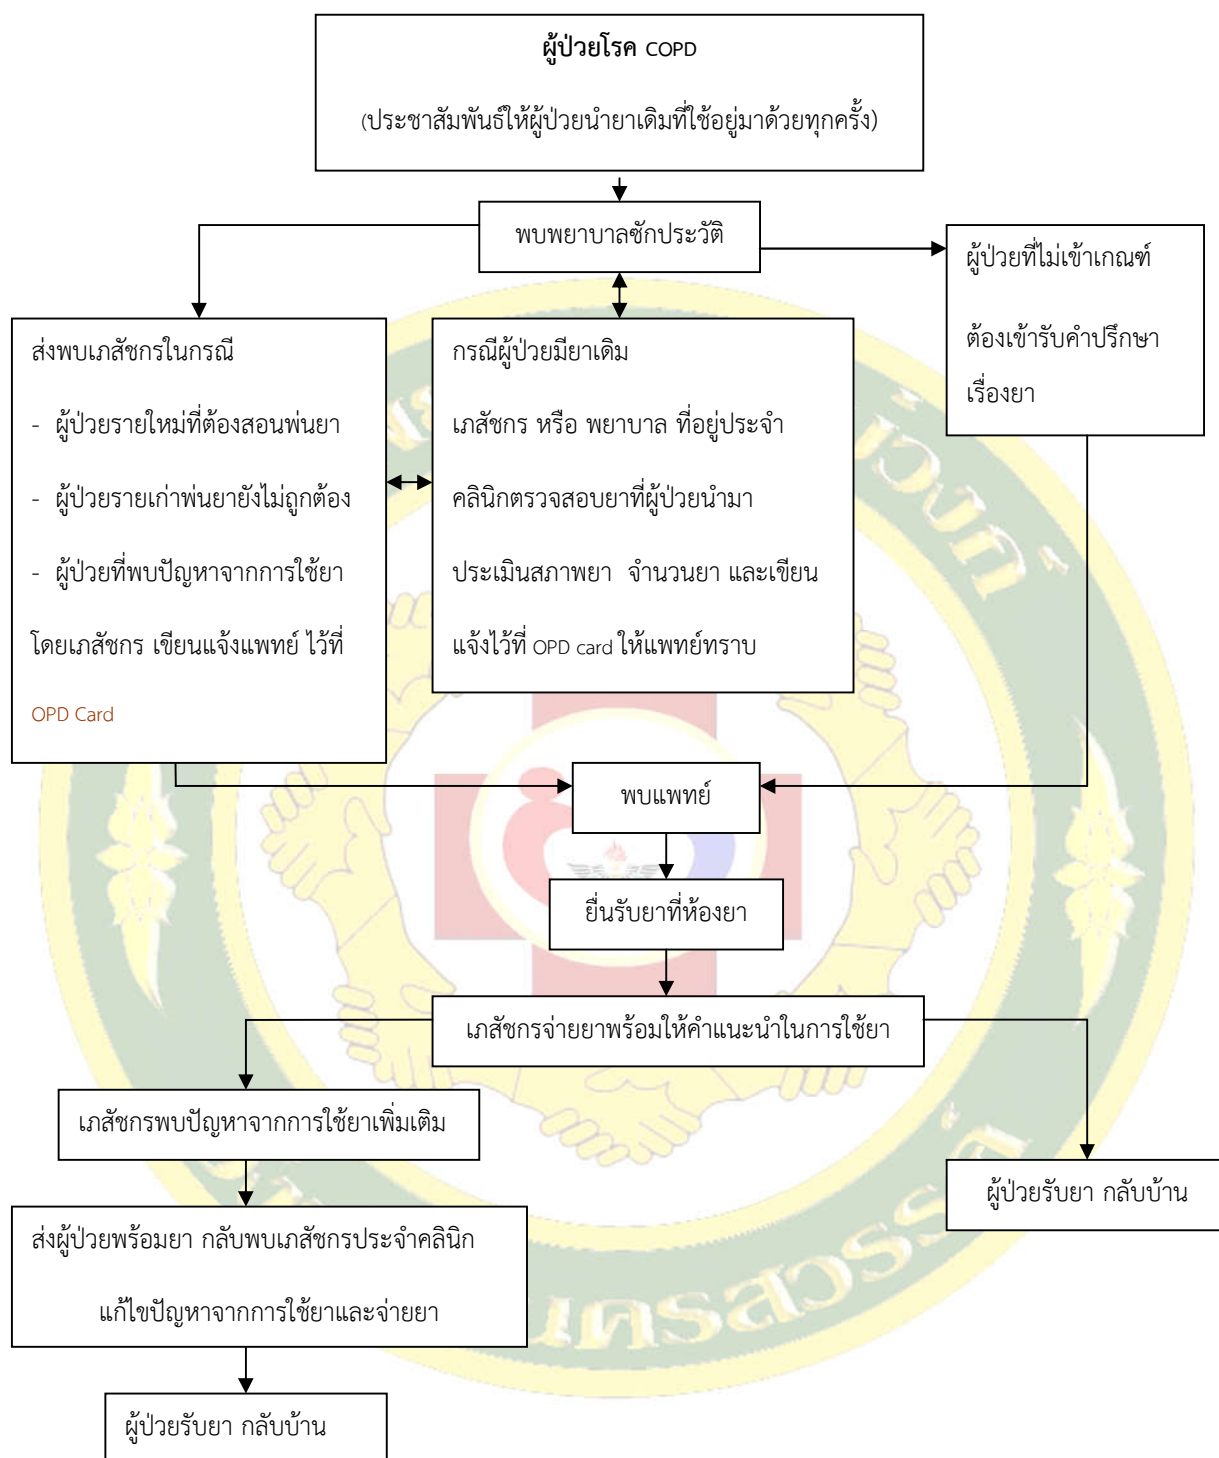 ผู้ป่วยโรค COPD
(ประชาสัมพันธ์ให้ผู้ป่วยนำยาเดิมที่ใช้อยู่มาด้วยทุกครั้ง)
พบพยาบาลซักประวัติ
ผู้ป่วยที่ไม่เข้าเกณฑ์
ต้องเข้ารับคำปรึกษา
เรื่องยา
ส่งพบเภสัชกรในกรณี
- ผู้ป่วยรายใหม่ที่ต้องสอนพ่นยา
- ผู้ป่วยรายเก่าพ่นยายังไม่ถูกต้อง
- ผู้ป่วยที่พบปัญหาจากการใช้ยา
โดยเภสัชกร เขียนแจ้งแพทย์ ไว้ที่
OPD Card
กรณีผู้ป่วยมียาเดิม
เภสัชกร หรือ พยาบาล ที่อยู่ประจำ
คลินิกตรวจสอบยาที่ผู้ป่วยนำมา
ประเมินสภาพยา จำนวนยา และเขียน
แจ้งไว้ที่ OPD card ให้แพทย์ทราบ
พบแพทย์
ยื่นรับยาที่ห้องยา
เภสัชกรจ่ายยาพร้อมให้คำแนะนำในการใช้ยา
เภสัชกรพบปัญหาจากการใช้ยาเพิ่มเติม
ผู้ป่วยรับยา กลับบ้าน
ส่งผู้ป่วยพร้อมยา กลับพบเภสัชกรประจำคลินิก
แก้ไขปัญหาจากการใช้ยาและจ่ายยา
ผู้ป่วยรับยา กลับบ้าน